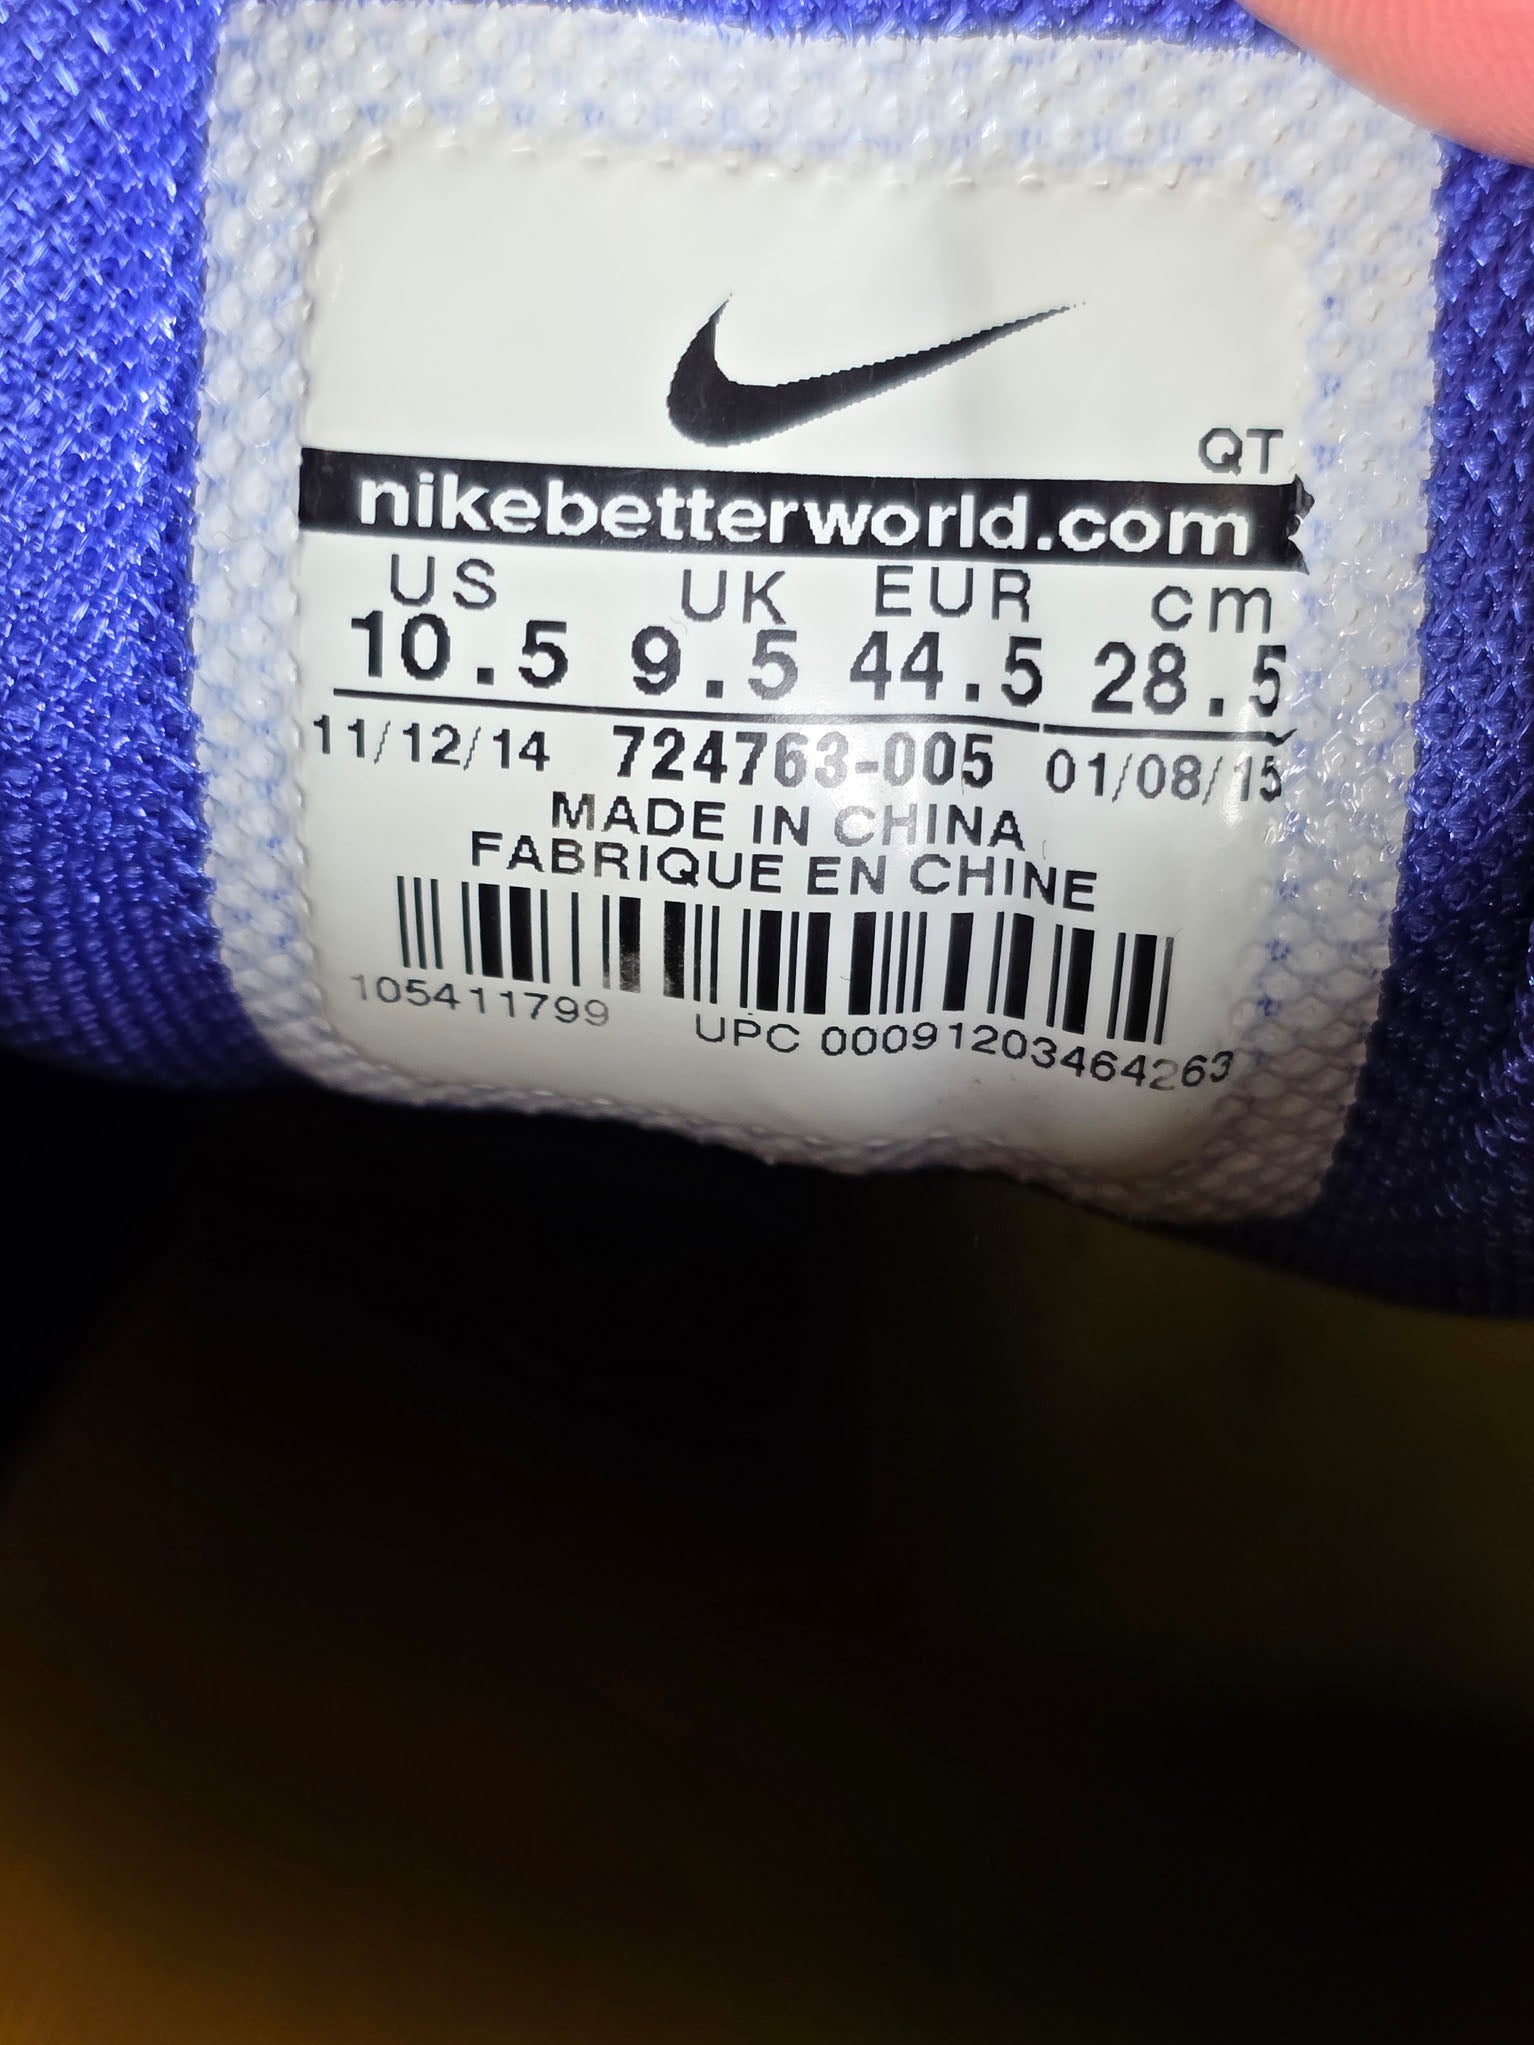 QT
nikebetterworld.com
US UK EUR cm
10.5 9.5 44.5 28.5
11/12/14 724763-005 01/08/15
MADE IN CHINA
FABRIQUE EN CHINE
105411799 UPC 00091203464263